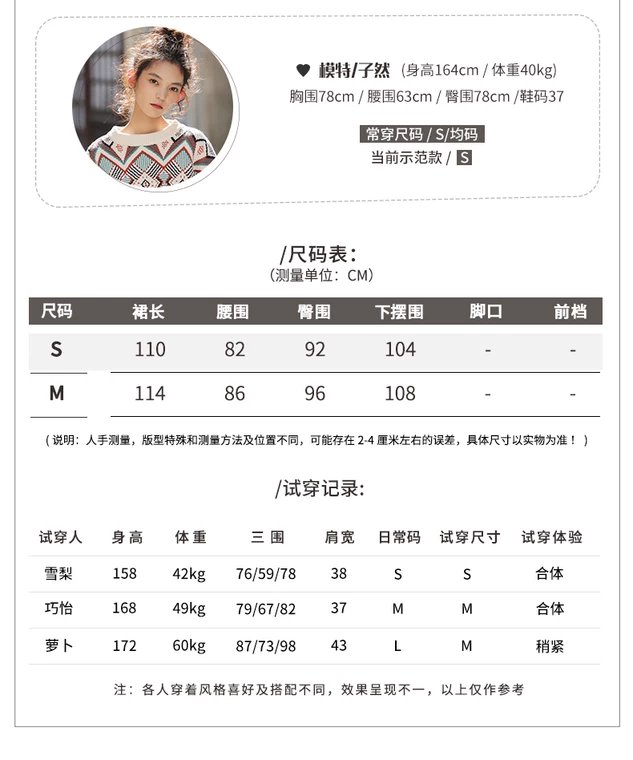 ♥ 模特/子然 (身高164cm / 体重40kg)
胸围78cm / 腰围63cm / 臀围78cm /鞋码37
常穿尺码 / S/均码
当前示范款 / S
/尺码表：
（测量单位：CM）
尺码 裙长 腰围 臀围 下摆围 脚口 前档
S 110 82 92 104 - -
M 114 86 96 108 - -
( 说明：人手测量，版型特殊和测量方法及位置不同，可能存在 2-4 厘米左右的误差，具体尺寸以实物为准！ )
/试穿记录:
试穿人 身高 体重 三围 肩宽 日常码 试穿尺寸 试穿体验
雪梨 158 42kg 76/59/78 38 S S 合体
巧怡 168 49kg 79/67/82 37 M M 合体
萝卜 172 60kg 87/73/98 43 L M 稍紧
注：各人穿着风格喜好及搭配不同，效果呈现不一，以上仅作参考